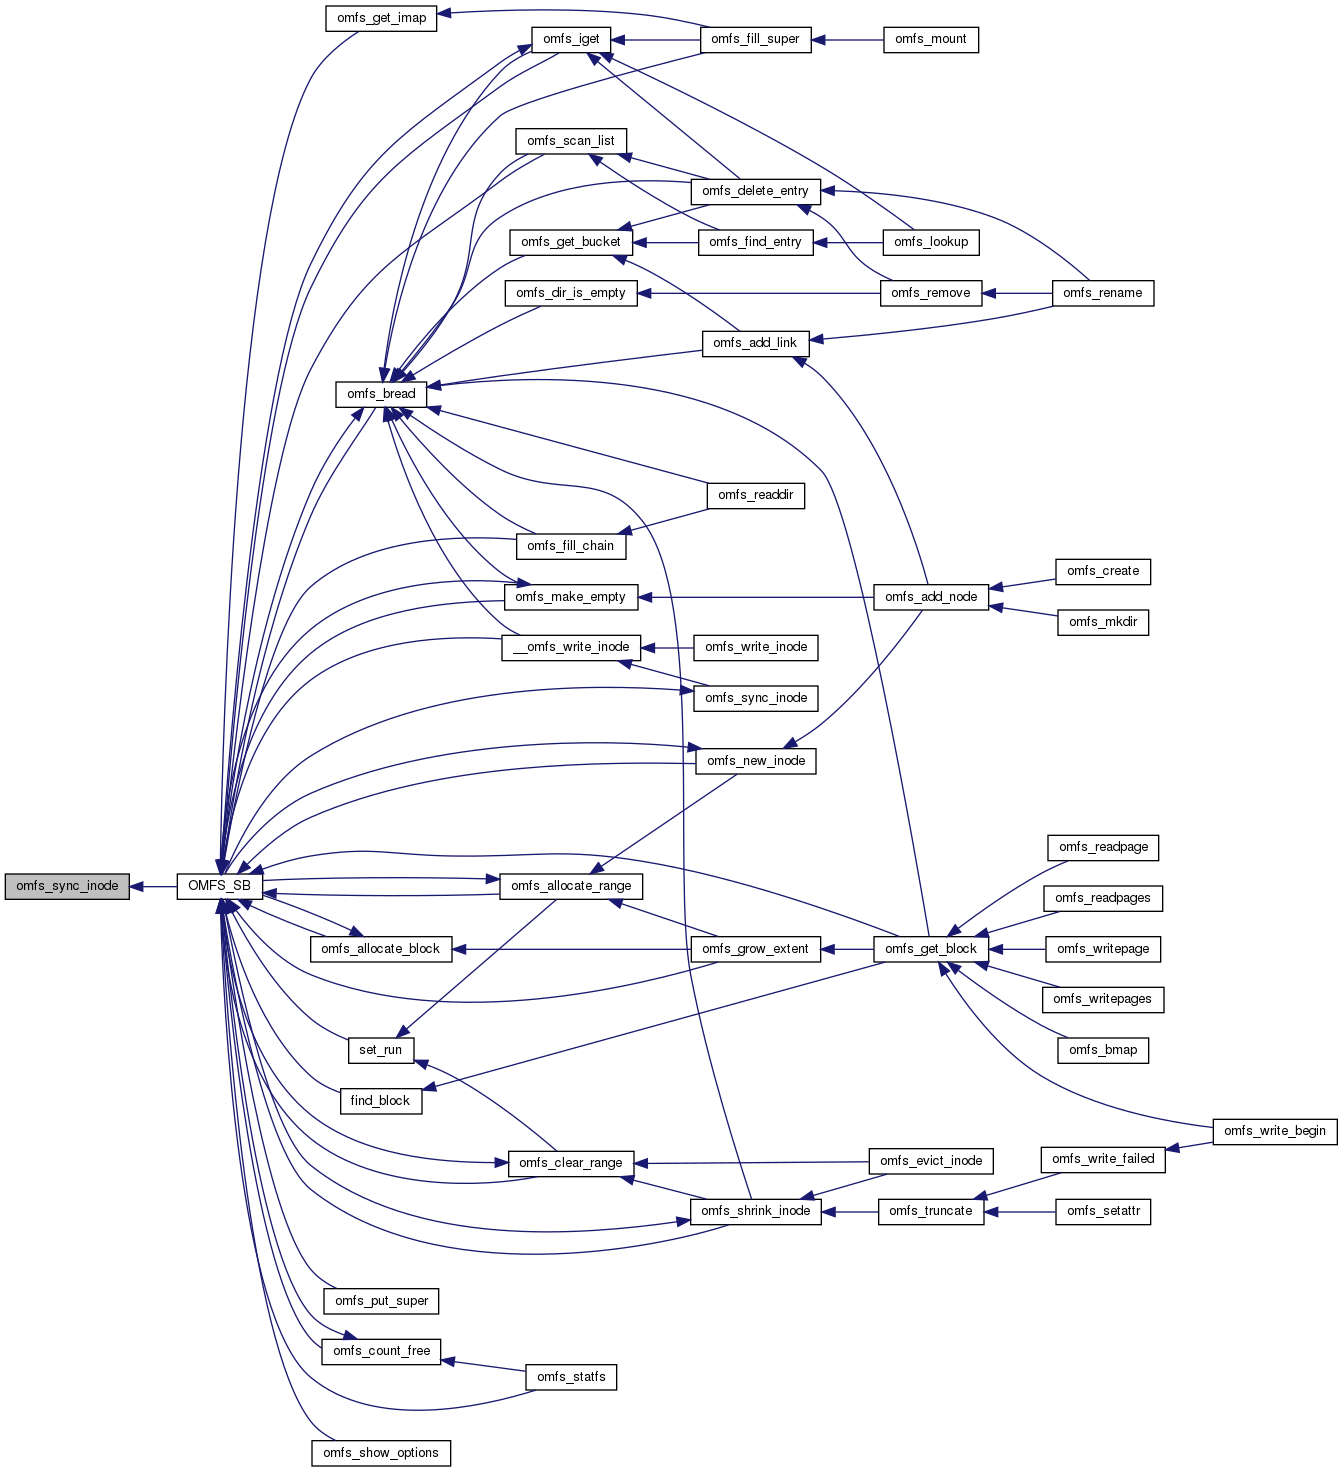 omfs_get_imap
omfs_iget
omfs_fill_super
omfs_mount
omfs_scan_list
omfs_delete_entry
omfs_get_bucket
omfs_find_entry
omfs_lookup
omfs_dir_is_empty
omfs_remove
omfs_rename
omfs_add_link
omfs_bread
omfs_readdir
omfs_fill_chain
omfs_create
omfs_make_empty
omfs_add_node
omfs_mkdir
__omfs_write_inode
omfs_write_inode
omfs_sync_inode
omfs_new_inode
omfs_readpage
omfs_sync_inode
OMFS_SB
omfs_allocate_range
omfs_readpages
omfs_allocate_block
omfs_grow_extent
omfs_get_block
omfs_writepage
omfs_writepages
set_run
omfs_bmap
find_block
omfs_write_begin
omfs_clear_range
omfs_evict_inode
omfs_write_failed
omfs_shrink_inode
omfs_truncate
omfs_setattr
omfs_put_super
omfs_count_free
omfs_statfs
omfs_show_options